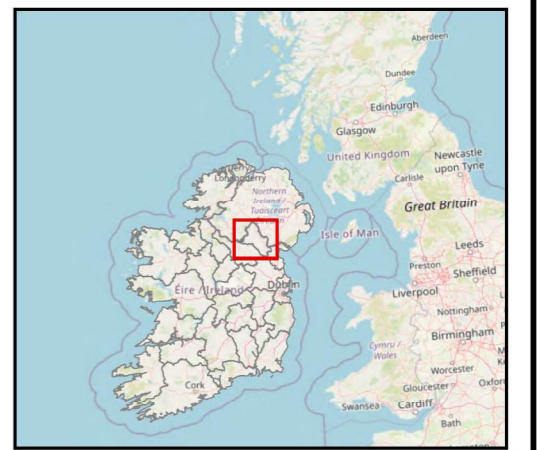 Aberdeen
Dundee
Edinburgh
Glasgow
United Kingdom
Newcastle
upon Tyne
Carlisle
Londonderry
Northern
Ireland /
Tuaisceart
Great Britain
Isle of Man
Leeds
Preston
Sheffield
Éire / Ireland
Dublin
Liverpool
Nottingham
Birmingham
Cymru /
Wales
Worcester
Cork
Gloucester
Oxfor
Swansea
Cardiff
Bath